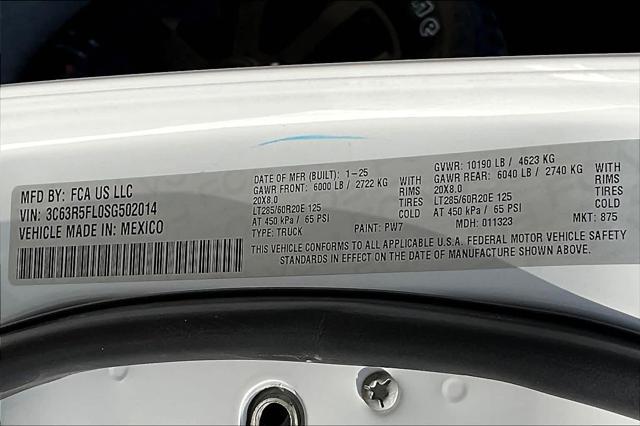 MFD BY: FCA US LLC
VIN: 3C63R5FL0SG502014
VEHICLE MADE IN: MEXICO
DATE OF MFR (BUILT): 1-25
GAWR FRONT: 6000 LB / 2722 KG
WITH
20X8.0
RIMS
LT285/60R20E 125
TIRES
AT 450 kPa / 65 PSI
COLD
TYPE: TRUCK
PAINT: PW7
GVWR: 10190 LB / 4623 KG
GAWR REAR: 6040 LB / 2740 KG
WITH
20X8.0
RIMS
LT285/60R20E 125
TIRES
AT 450 kPa / 65 PSI
COLD
MDH: 011323
MKT: 875
THIS VEHICLE CONFORMS TO ALL APPLICABLE U.S.A. FEDERAL MOTOR VEHICLE SAFETY
STANDARDS IN EFFECT ON THE DATE OF MANUFACTURE SHOWN ABOVE.